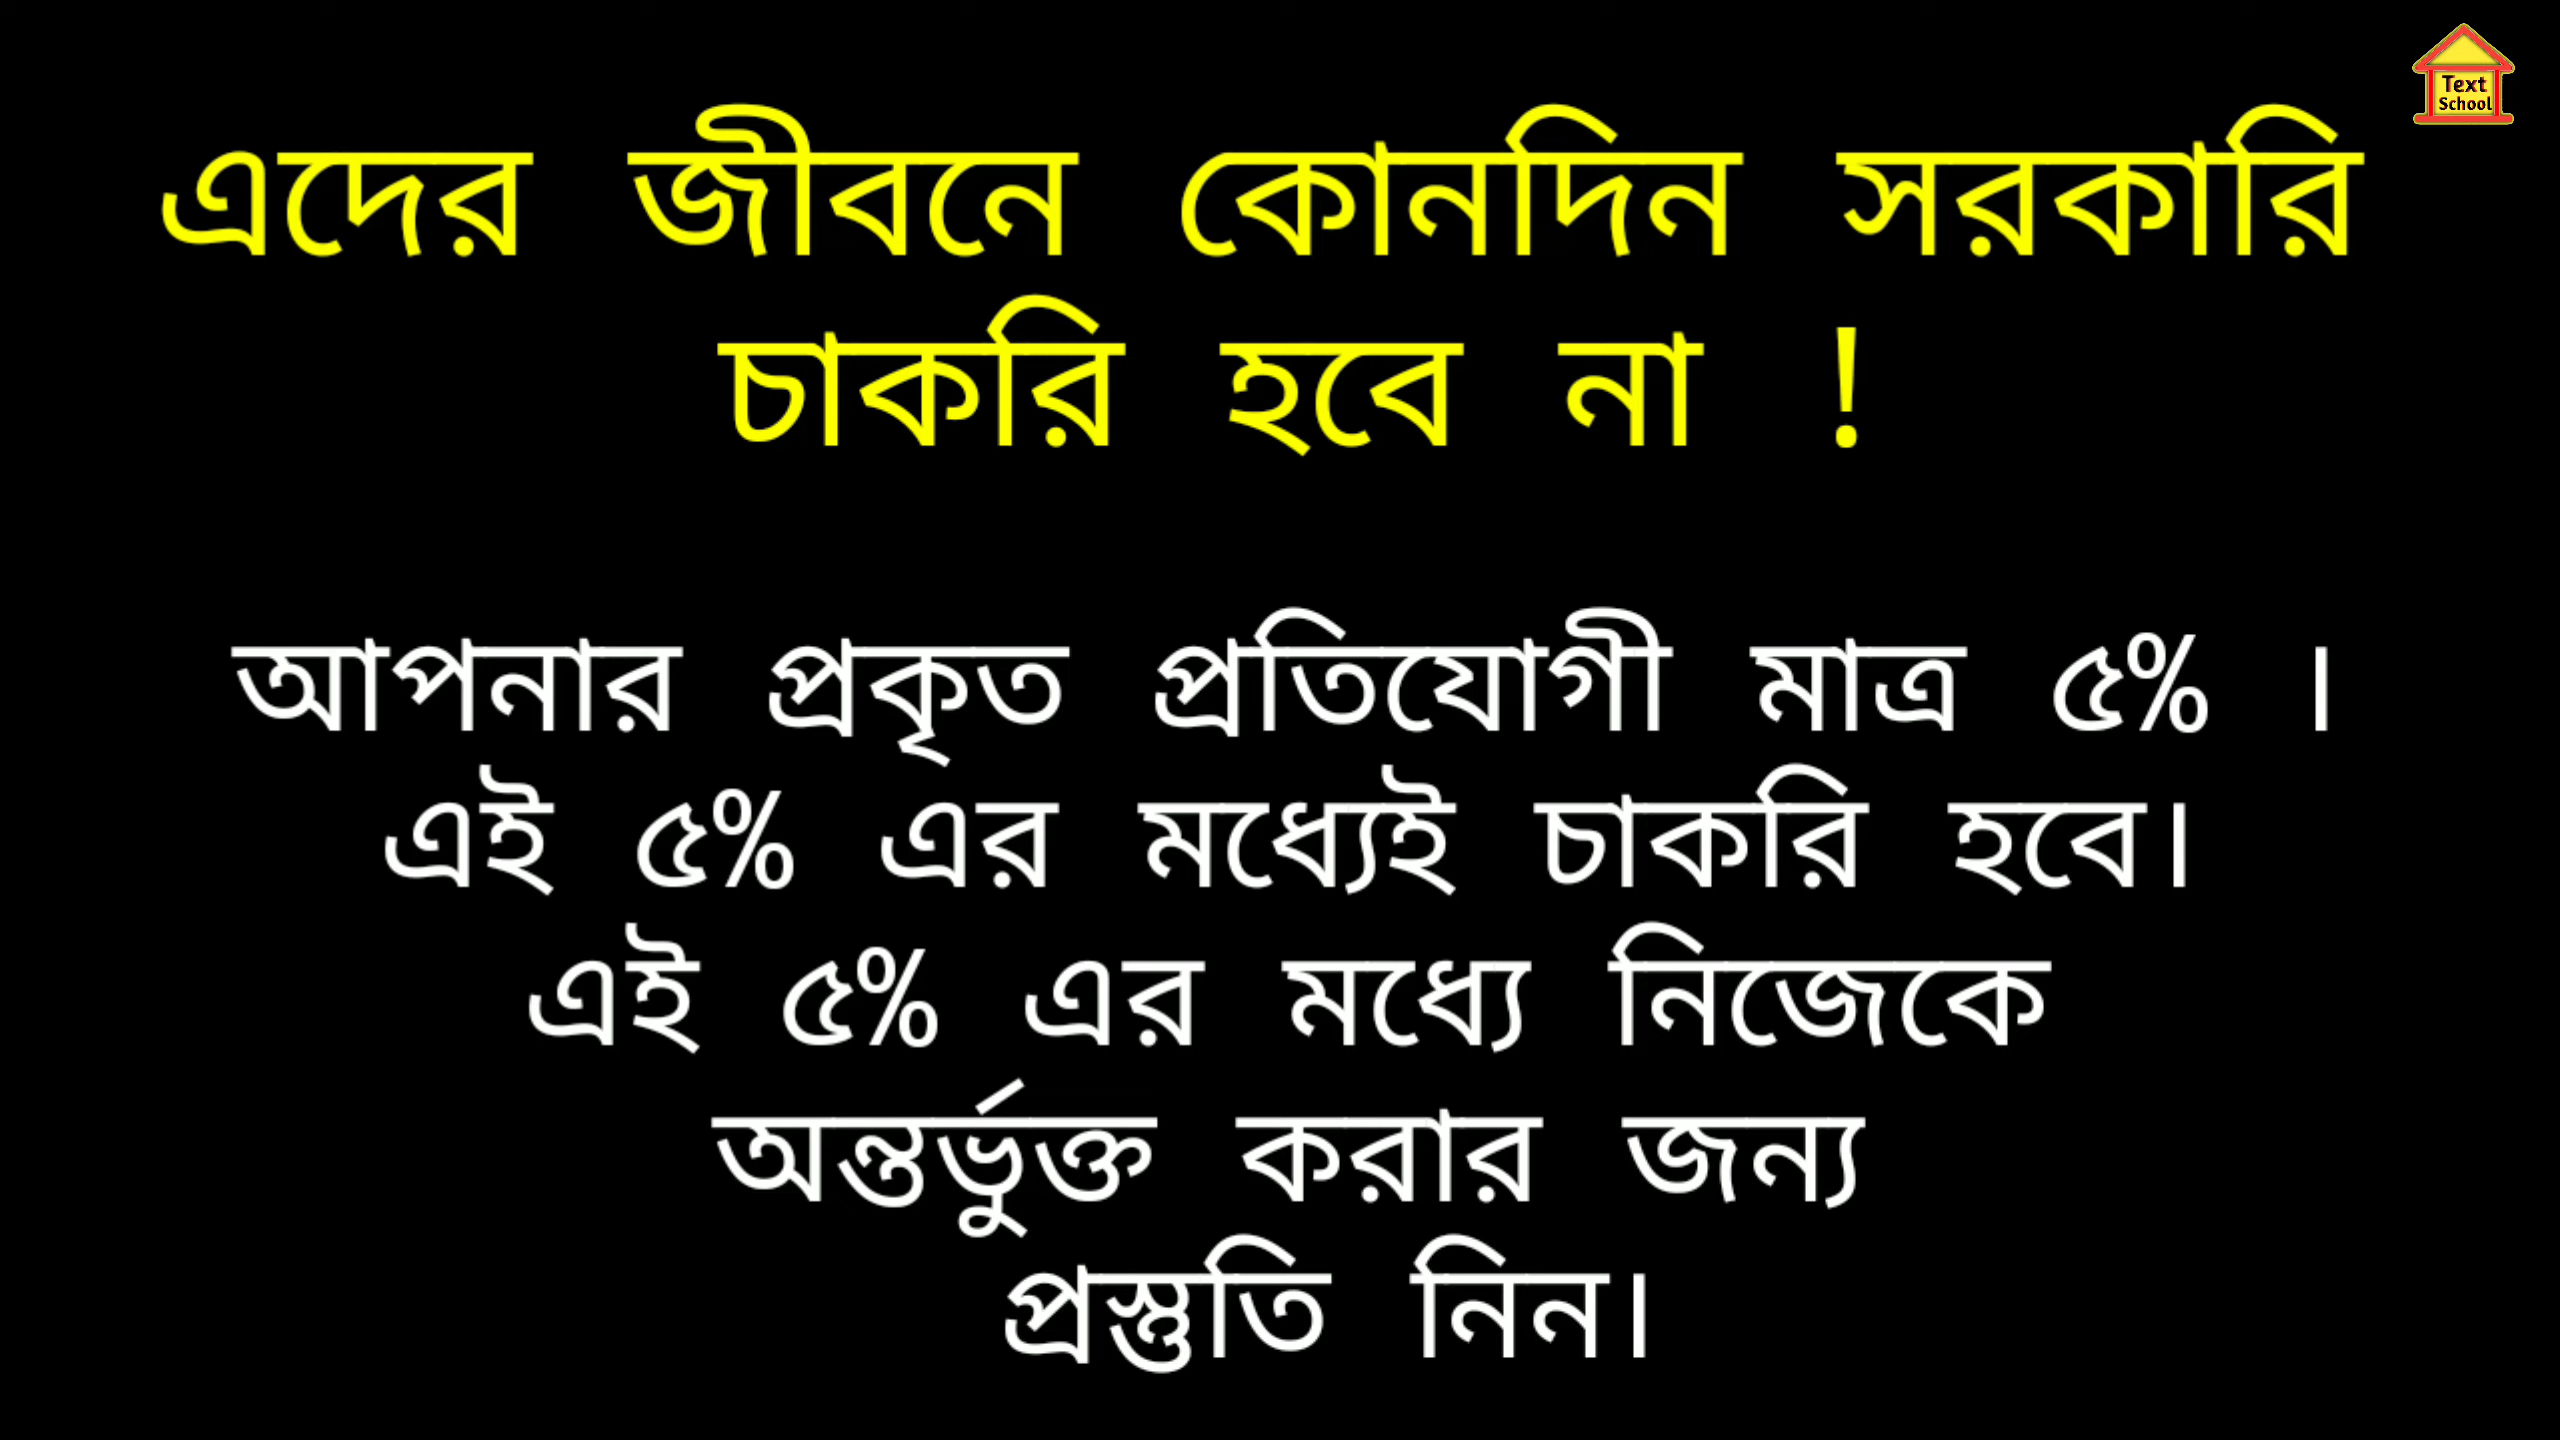 Text
School
এদের জীবনে কোনদিন সরকারি
চাকরি হবে না !
আপনার প্রকৃত প্রতিযোগী মাত্র ৫% ।
এই ৫% এর মধ্যেই চাকরি হবে।
এই ৫% এর মধ্যে নিজেকে
অন্তর্ভুক্ত করার জন্য
প্রস্তুতি নিন।